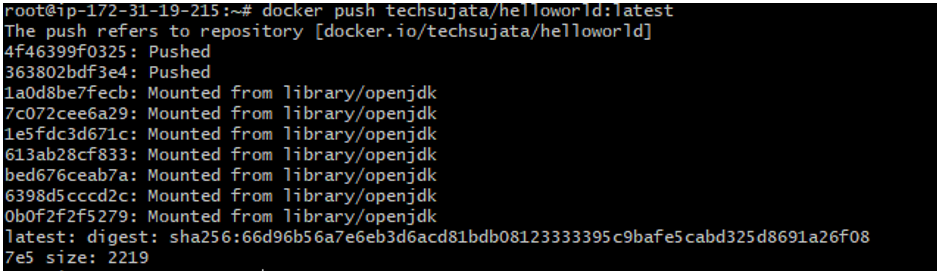 root@ip-172-31-19-215:~# docker push techsujata/helloworld:latest
The push refers to repository [docker.io/techsujata/helloworld]
4f46399f0325: Pushed
363802bdf3e4: Pushed
1a0d8be7fecb: Mounted from library/openjdk
7c072cee6a29: Mounted from library/openjdk
1e5fdc3d671c: Mounted from library/openjdk
613ab28cf833: Mounted from library/openjdk
bed676ceab7a: Mounted from library/openjdk
6398d5cccd2c: Mounted from library/openjdk
0b0f2f2f5279: Mounted from library/openjdk
latest: digest: sha256:66d96b56a7e6eb3d6acd81bdb08123333395c9bafe5cabd325d8691a26f08
7e5 size: 2219